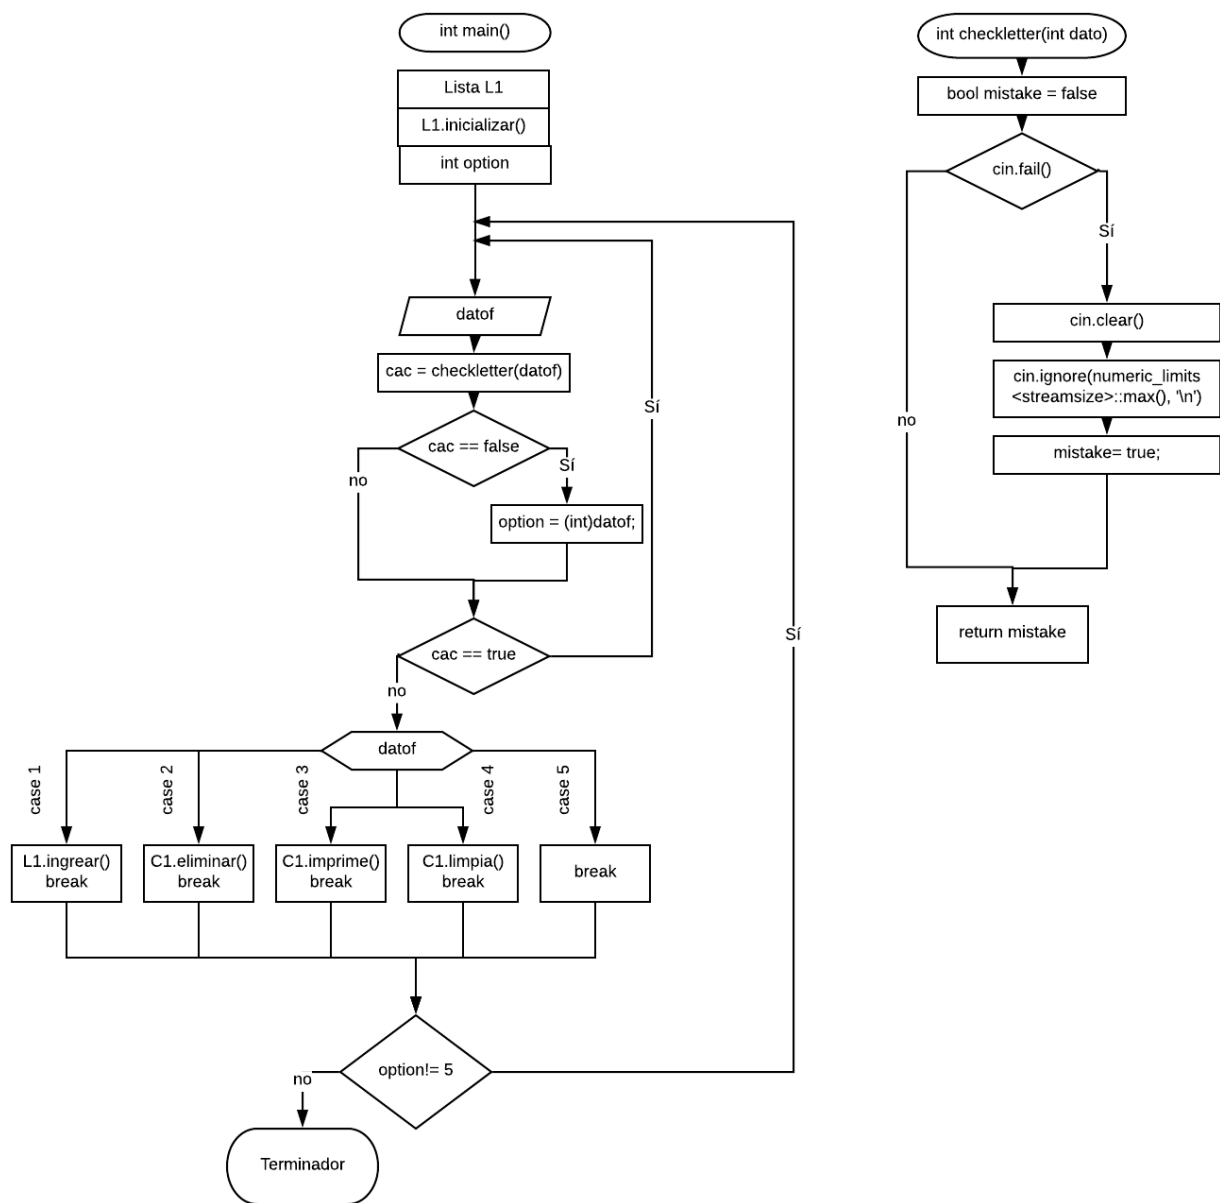 int main()
Lista L1
L1.inicializar()
int option
datof
cac = checkletter(datof)
cac == false
Sí
no
option = (int)datof;
Sí
cac == true
no
datof
case 1
case 2
case 3
case 4
case 5
L1.ingrear()
break
C1.eliminar()
break
C1.imprime()
break
C1.limpia()
break
break
Sí
option!= 5
no
Terminador
int checkletter(int dato)
bool mistake = false
cin.fail()
Sí
no
cin.clear()
cin.ignore(numeric_limits
<streamsize>::max(), '\n')
mistake= true;
return mistake